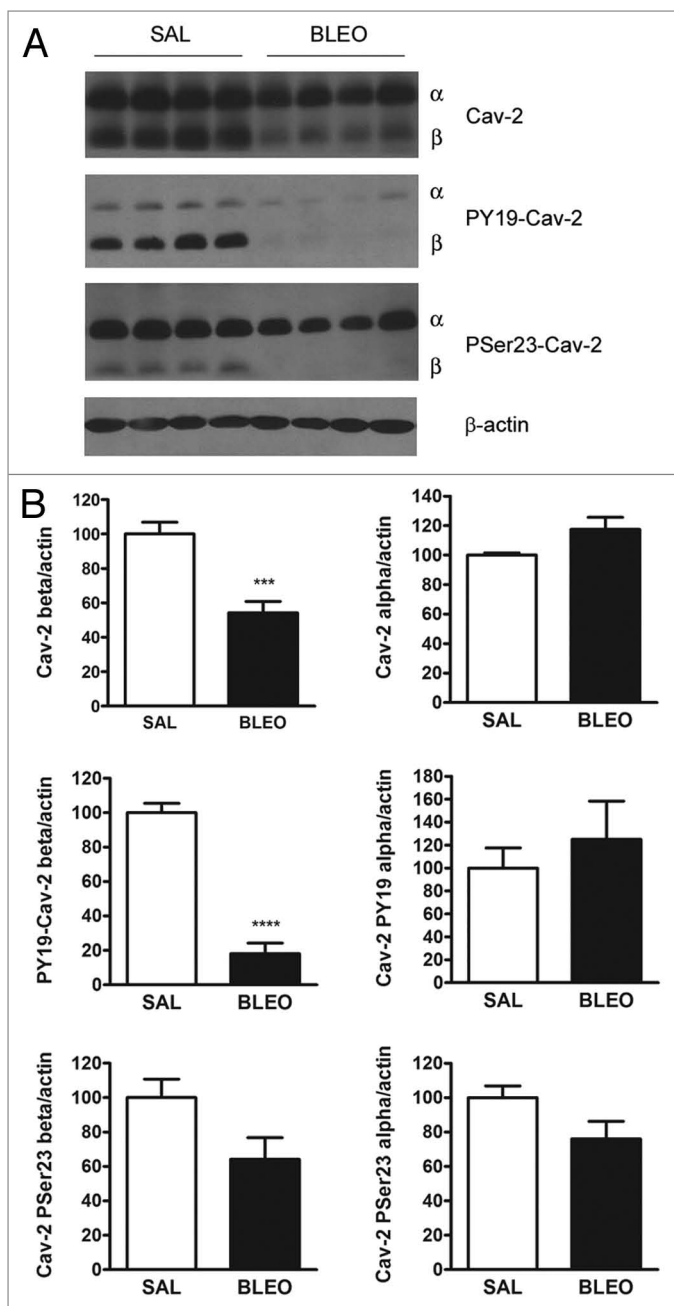 A
SAL BLEO
α
β
Cav-2
α
β
PY19-Cav-2
α
β
PSer23-Cav-2
β-actin
B
Cav-2 beta/actin
120
100
80
60
40
20
0
***
SAL BLEO
Cav-2 alpha/actin
140
120
100
80
60
40
20
0
SAL BLEO
PY19-Cav-2 beta/actin
120
100
80
60
40
20
0
****
SAL BLEO
Cav-2 PY19 alpha/actin
180
160
140
120
100
80
60
40
20
0
SAL BLEO
Cav-2 PSer23 beta/actin
120
100
80
60
40
20
0
SAL BLEO
Cav-2 PSer23 alpha/actin
120
100
80
60
40
20
0
SAL BLEO